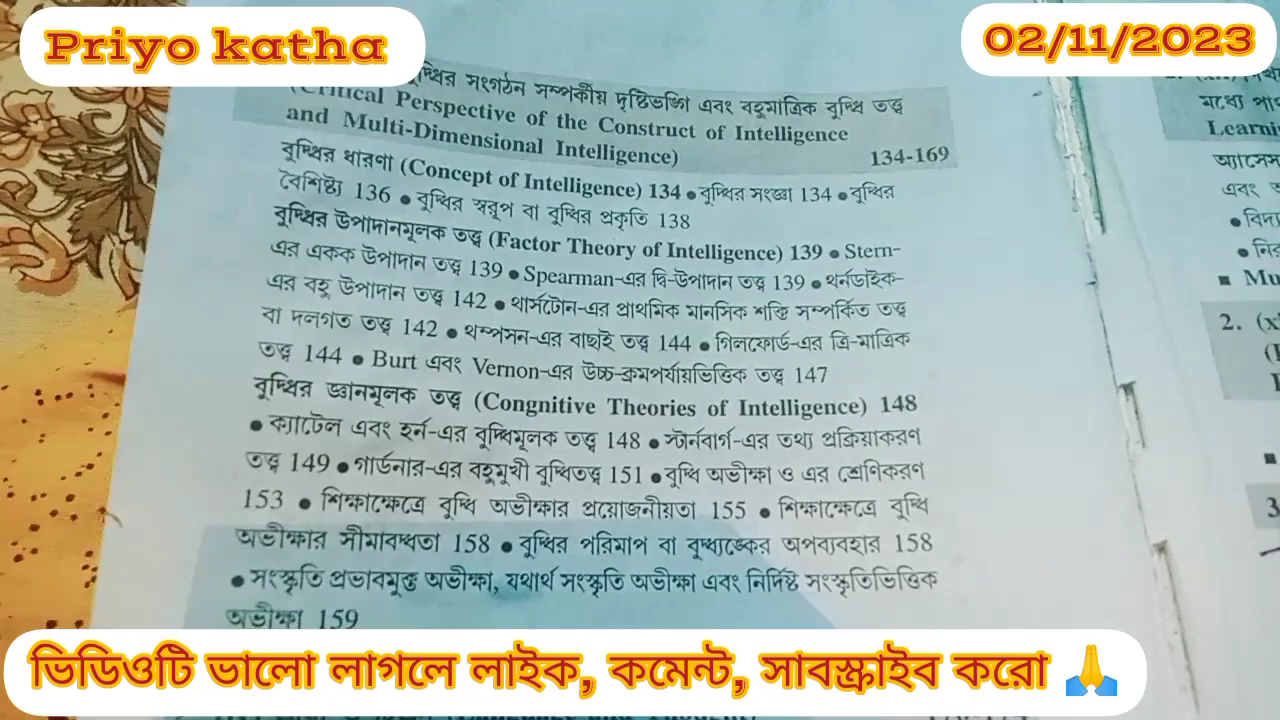 Priyo katha
02/11/2023
বুদ্ধির সংগঠন সম্পর্কীয় দৃষ্টিভঙ্গি এবং বহুমাত্রিক বুদ্ধি তত্ত্ব
(Critical Perspective of the Construct of Intelligence
and Multi-Dimensional Intelligence) 134-169
বুদ্ধির ধারণা (Concept of Intelligence) 134 ● বুদ্ধির সংজ্ঞা 134 ● বুদ্ধির
বৈশিষ্ট্য 136 ● বুদ্ধির স্বরূপ বা বুদ্ধির প্রকৃতি 138
বুদ্ধির উপাদানমূলক তত্ত্ব (Factor Theory of Intelligence) 139 ● Stern-
এর একক উপাদান তত্ত্ব 139 ● Spearman-এর দ্বি-উপাদান তত্ত্ব 139 ● থর্নডাইক-
এর বহু উপাদান তত্ত্ব 142 ● থার্সটোন-এর প্রাথমিক মানসিক শক্তি সম্পর্কিত তত্ত্ব
বা দলগত তত্ত্ব 142 ● থম্পসন-এর বাছাই তত্ত্ব 144 ● গিলফোর্ড-এর ত্রি-মাত্রিক
তত্ত্ব 144 ● Burt এবং Vernon-এর উচ্চ-ক্রমপর্যায়ভিত্তিক তত্ত্ব 147
বুদ্ধির জ্ঞানমূলক তত্ত্ব (Congnitive Theories of Intelligence) 148
● ক্যাটেল এবং হর্ন-এর বুদ্ধিমূলক তত্ত্ব 148 ● স্টার্নবার্গ-এর তথ্য প্রক্রিয়াকরণ
তত্ত্ব 149 ● গার্ডনার-এর বহুমুখী বুদ্ধিতত্ত্ব 151 ● বুদ্ধি অভীক্ষা ও এর শ্রেণিকরণ
153 ● শিক্ষাক্ষেত্রে বুদ্ধি অভীক্ষার প্রয়োজনীয়তা 155 ● শিক্ষাক্ষেত্রে বুদ্ধি
অভীক্ষার সীমাবদ্ধতা 158 ● বুদ্ধির পরিমাপ বা বুদ্ধ্যঙ্কের অপব্যবহার 158
● সংস্কৃতি প্রভাবমুক্ত অভীক্ষা, যথার্থ সংস্কৃতি অভীক্ষা এবং নির্দিষ্ট সংস্কৃতিভিত্তিক
অভীক্ষা 159
মধ্যে
Learni
এবং
■ Mu
2. (x
3
ভিডিওটি ভালো লাগলে লাইক, কমেন্ট, সাবস্ক্রাইব করো 🙏